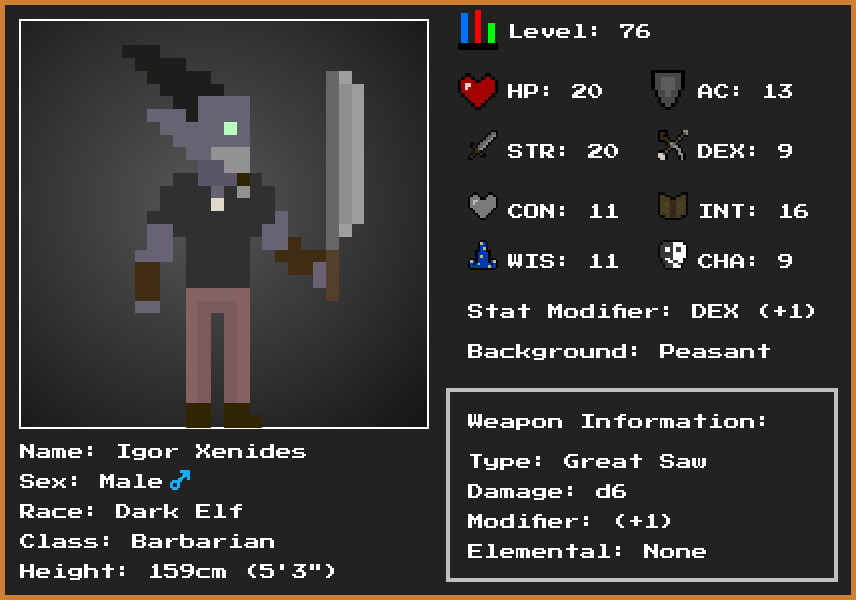 Level: 76
HP: 20 AC: 13
STR: 20 DEX: 9
CON: 11 INT: 16
WIS: 11 CHA: 9
Stat Modifier: DEX (+1)
Background: Peasant
Weapon Information:
Type: Great Saw
Damage: d6
Modifier: (+1)
Elemental: None
Name: Igor Xenides
Sex: Male ♂
Race: Dark Elf
Class: Barbarian
Height: 159cm (5'3")